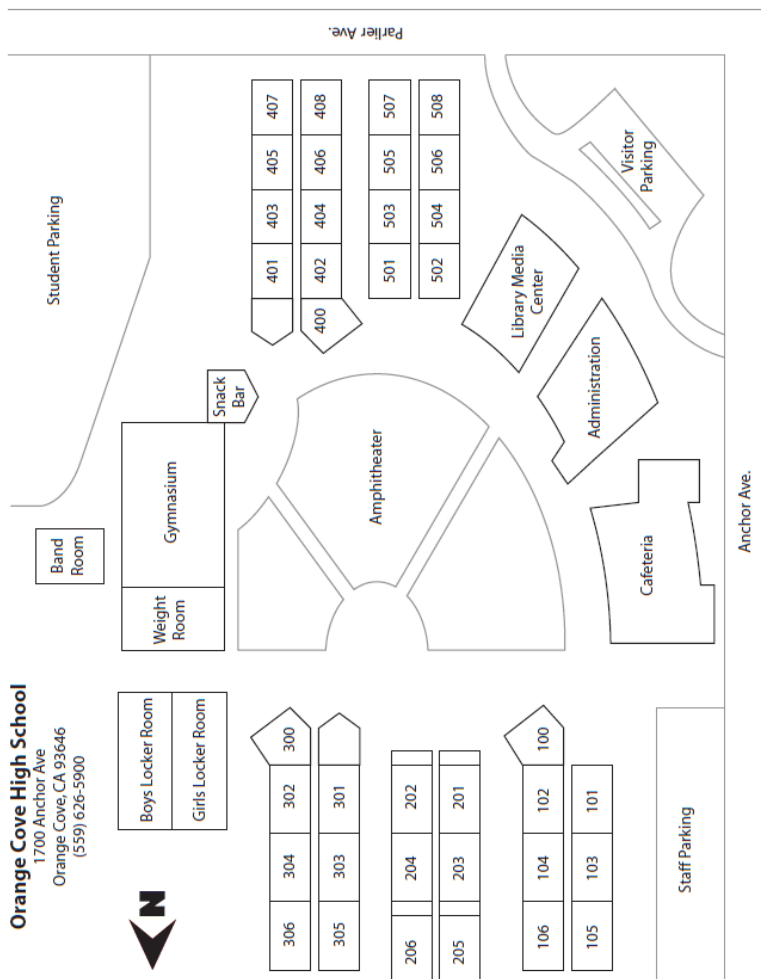 Orange Cove High School
1700 Anchor Ave
Orange Cove, CA 93646
(559) 626-5900
N
Student Parking
Band
Room
Boys Locker Room
Girls Locker Room
Weight
Room
Gymnasium
Snack
Bar
306
304
302
300
305
303
301
206
204
202
205
203
201
106
104
102
100
105
103
101
Amphitheater
401
403
405
407
400
402
404
406
408
501
503
505
507
502
504
506
508
Parlier Ave.
Library Media
Center
Administration
Visitor
Parking
Cafeteria
Staff Parking
Anchor Ave.